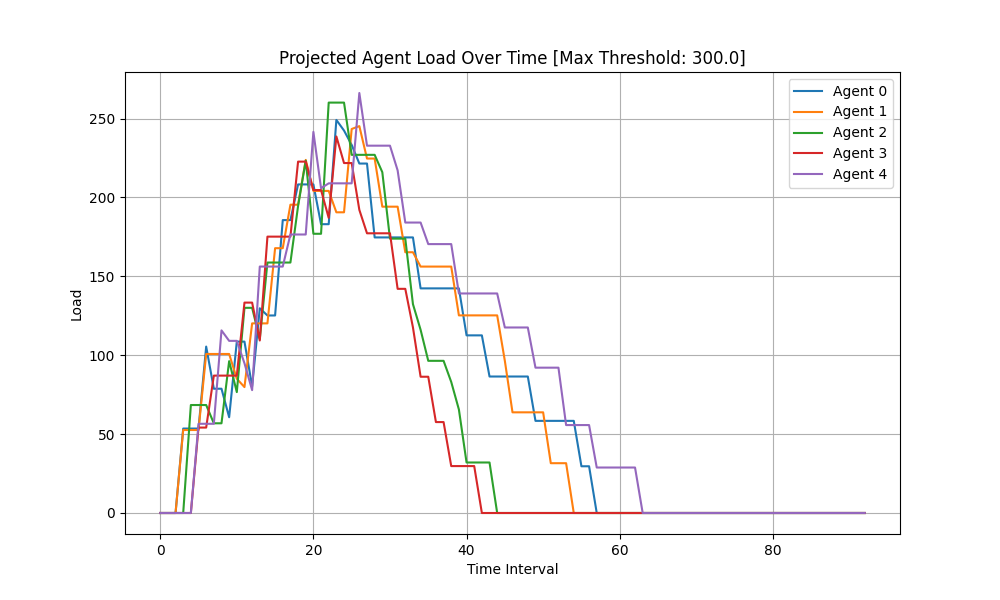 Projected Agent Load Over Time [Max Threshold: 300.0]
Agent 0
Agent 1
Agent 2
Agent 3
Agent 4
250
200
150
100
50
0
Load
0 20 40 60 80
Time Interval